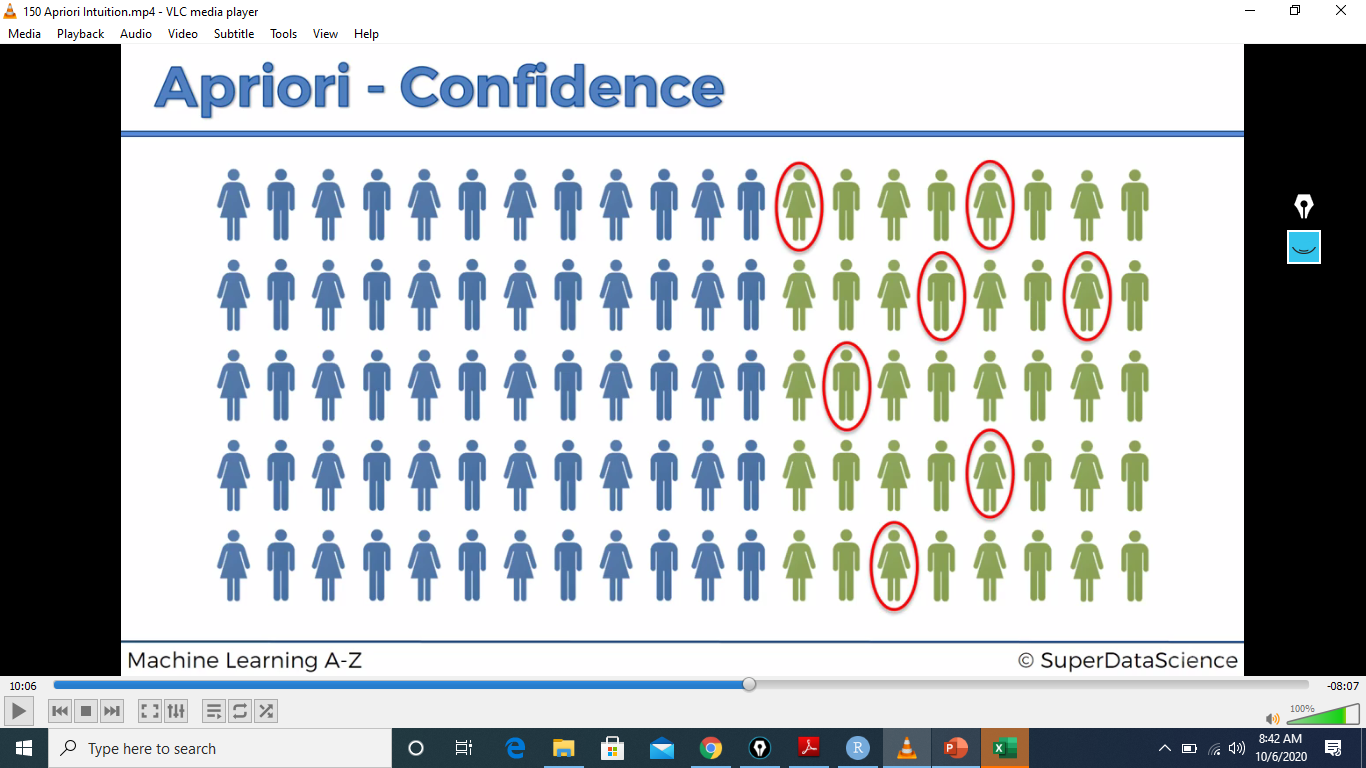 150 Apriori Intuition.mp4 - VLC media player
Media Playback Audio Video Subtitle Tools View Help
Apriori - Confidence
Machine Learning A-Z
© SuperDataScience
10:06
-08:07
100%
Type here to search
8:42 AM
10/6/2020